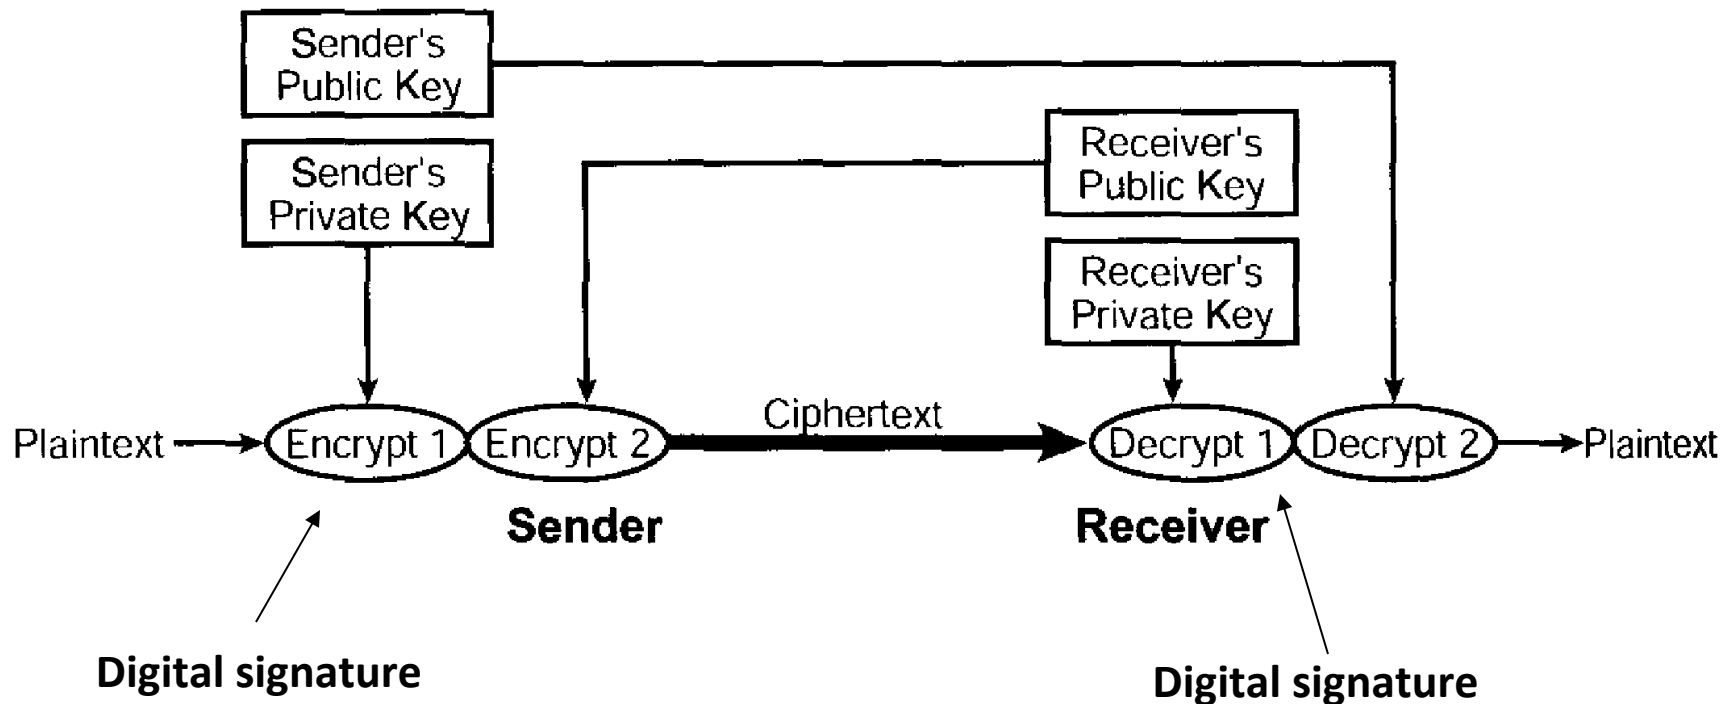 Sender's
Public Key
Sender's
Private Key
Receiver's
Public Key
Receiver's
Private Key
Plaintext
Encrypt 1
Encrypt 2
Ciphertext
Decrypt 1
Decrypt 2
Plaintext
Sender
Receiver
Digital signature
Digital signature